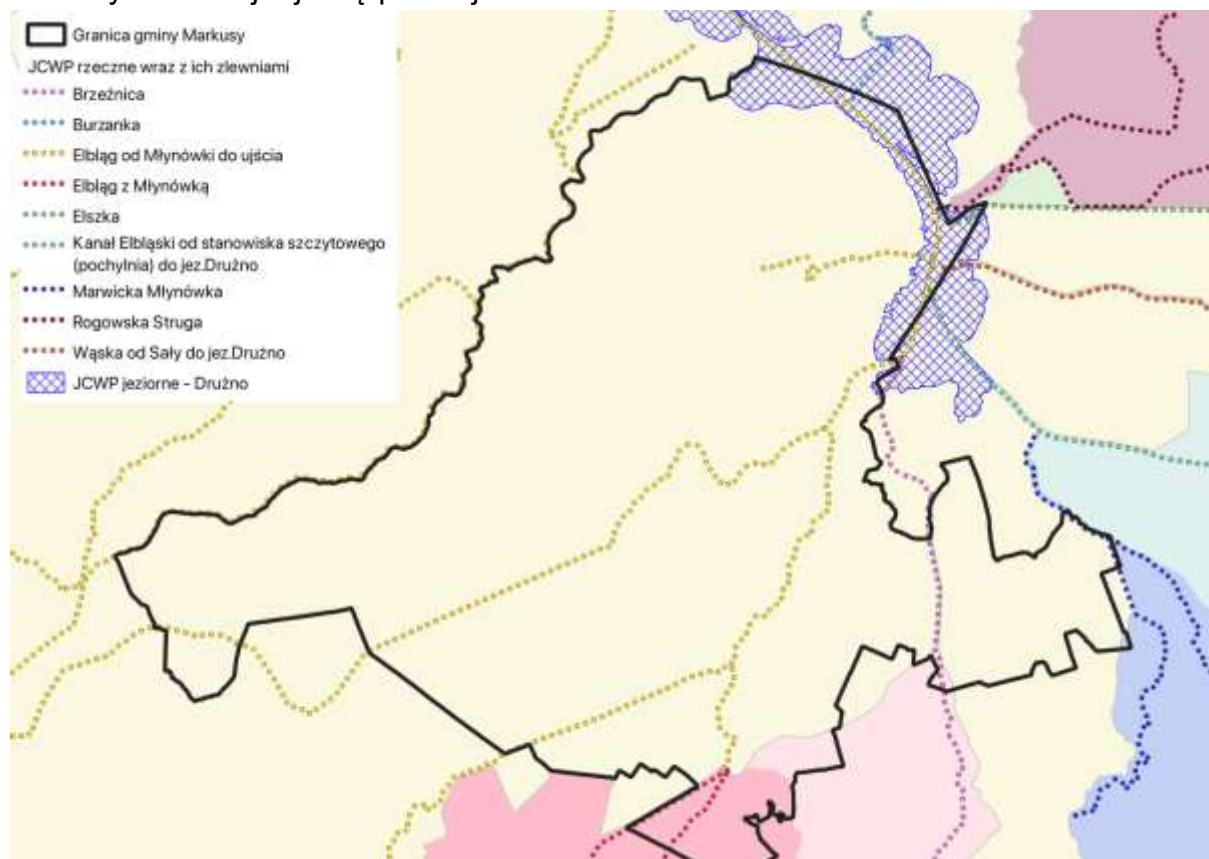 Granica gminy Markusy
JCWP rzeczne wraz z ich zlewniami
Brzeźnica
Burzanka
Elbląg od Młynówki do ujścia
Elbląg z Młynówką
Elszka
Kanał Elbląski od stanowiska szczytowego
(pochylnia) do jez.Drużno
Marwicka Młynówka
Rogowska Struga
Wąska od Sały do jez.Drużno
JCWP jeziorne - Drużno